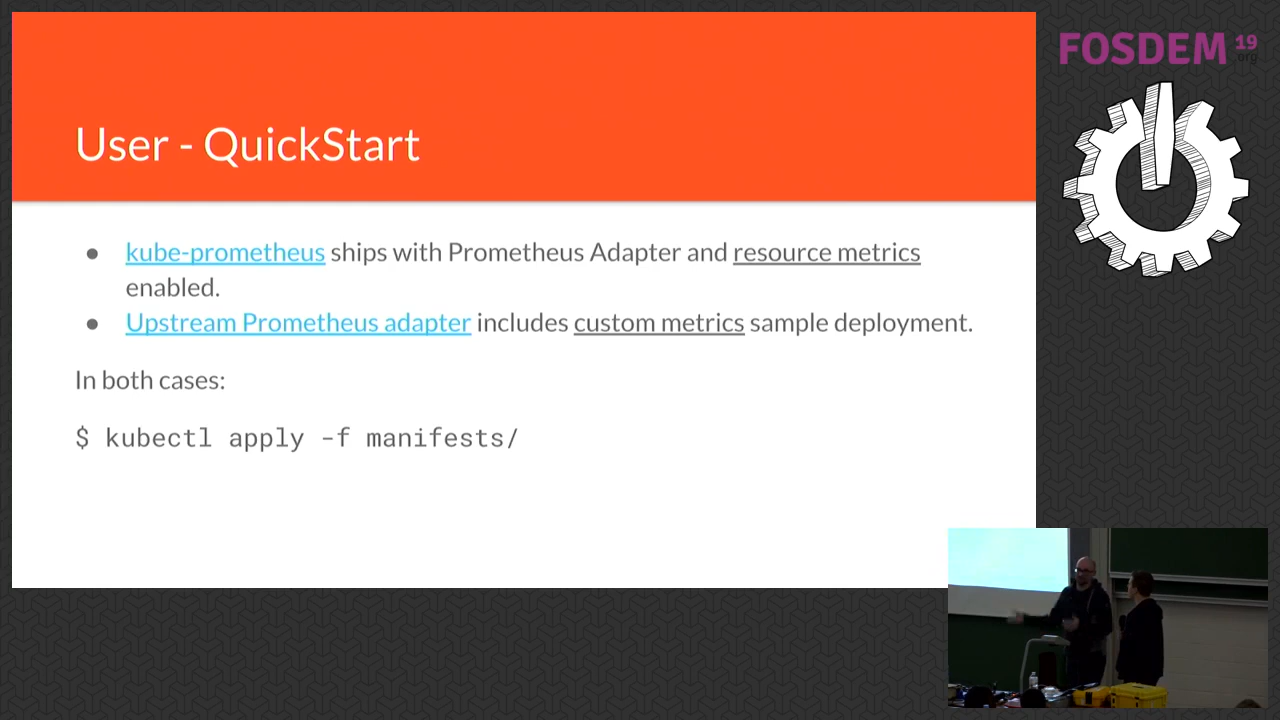 FOSDEM 19
.org
User - QuickStart
● kube-prometheus ships with Prometheus Adapter and resource metrics
enabled.
● Upstream Prometheus adapter includes custom metrics sample deployment.
In both cases:
$ kubectl apply -f manifests/